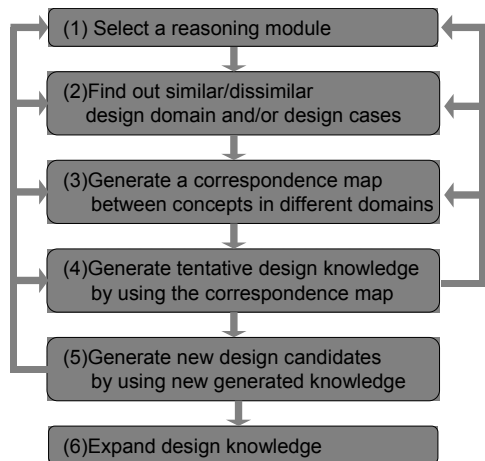 (1) Select a reasoning module
(2)Find out similar/dissimilar
design domain and/or design cases
(3)Generate a correspondence map
between concepts in different domains
(4)Generate tentative design knowledge
by using the correspondence map
(5)Generate new design candidates
by using new generated knowledge
(6)Expand design knowledge